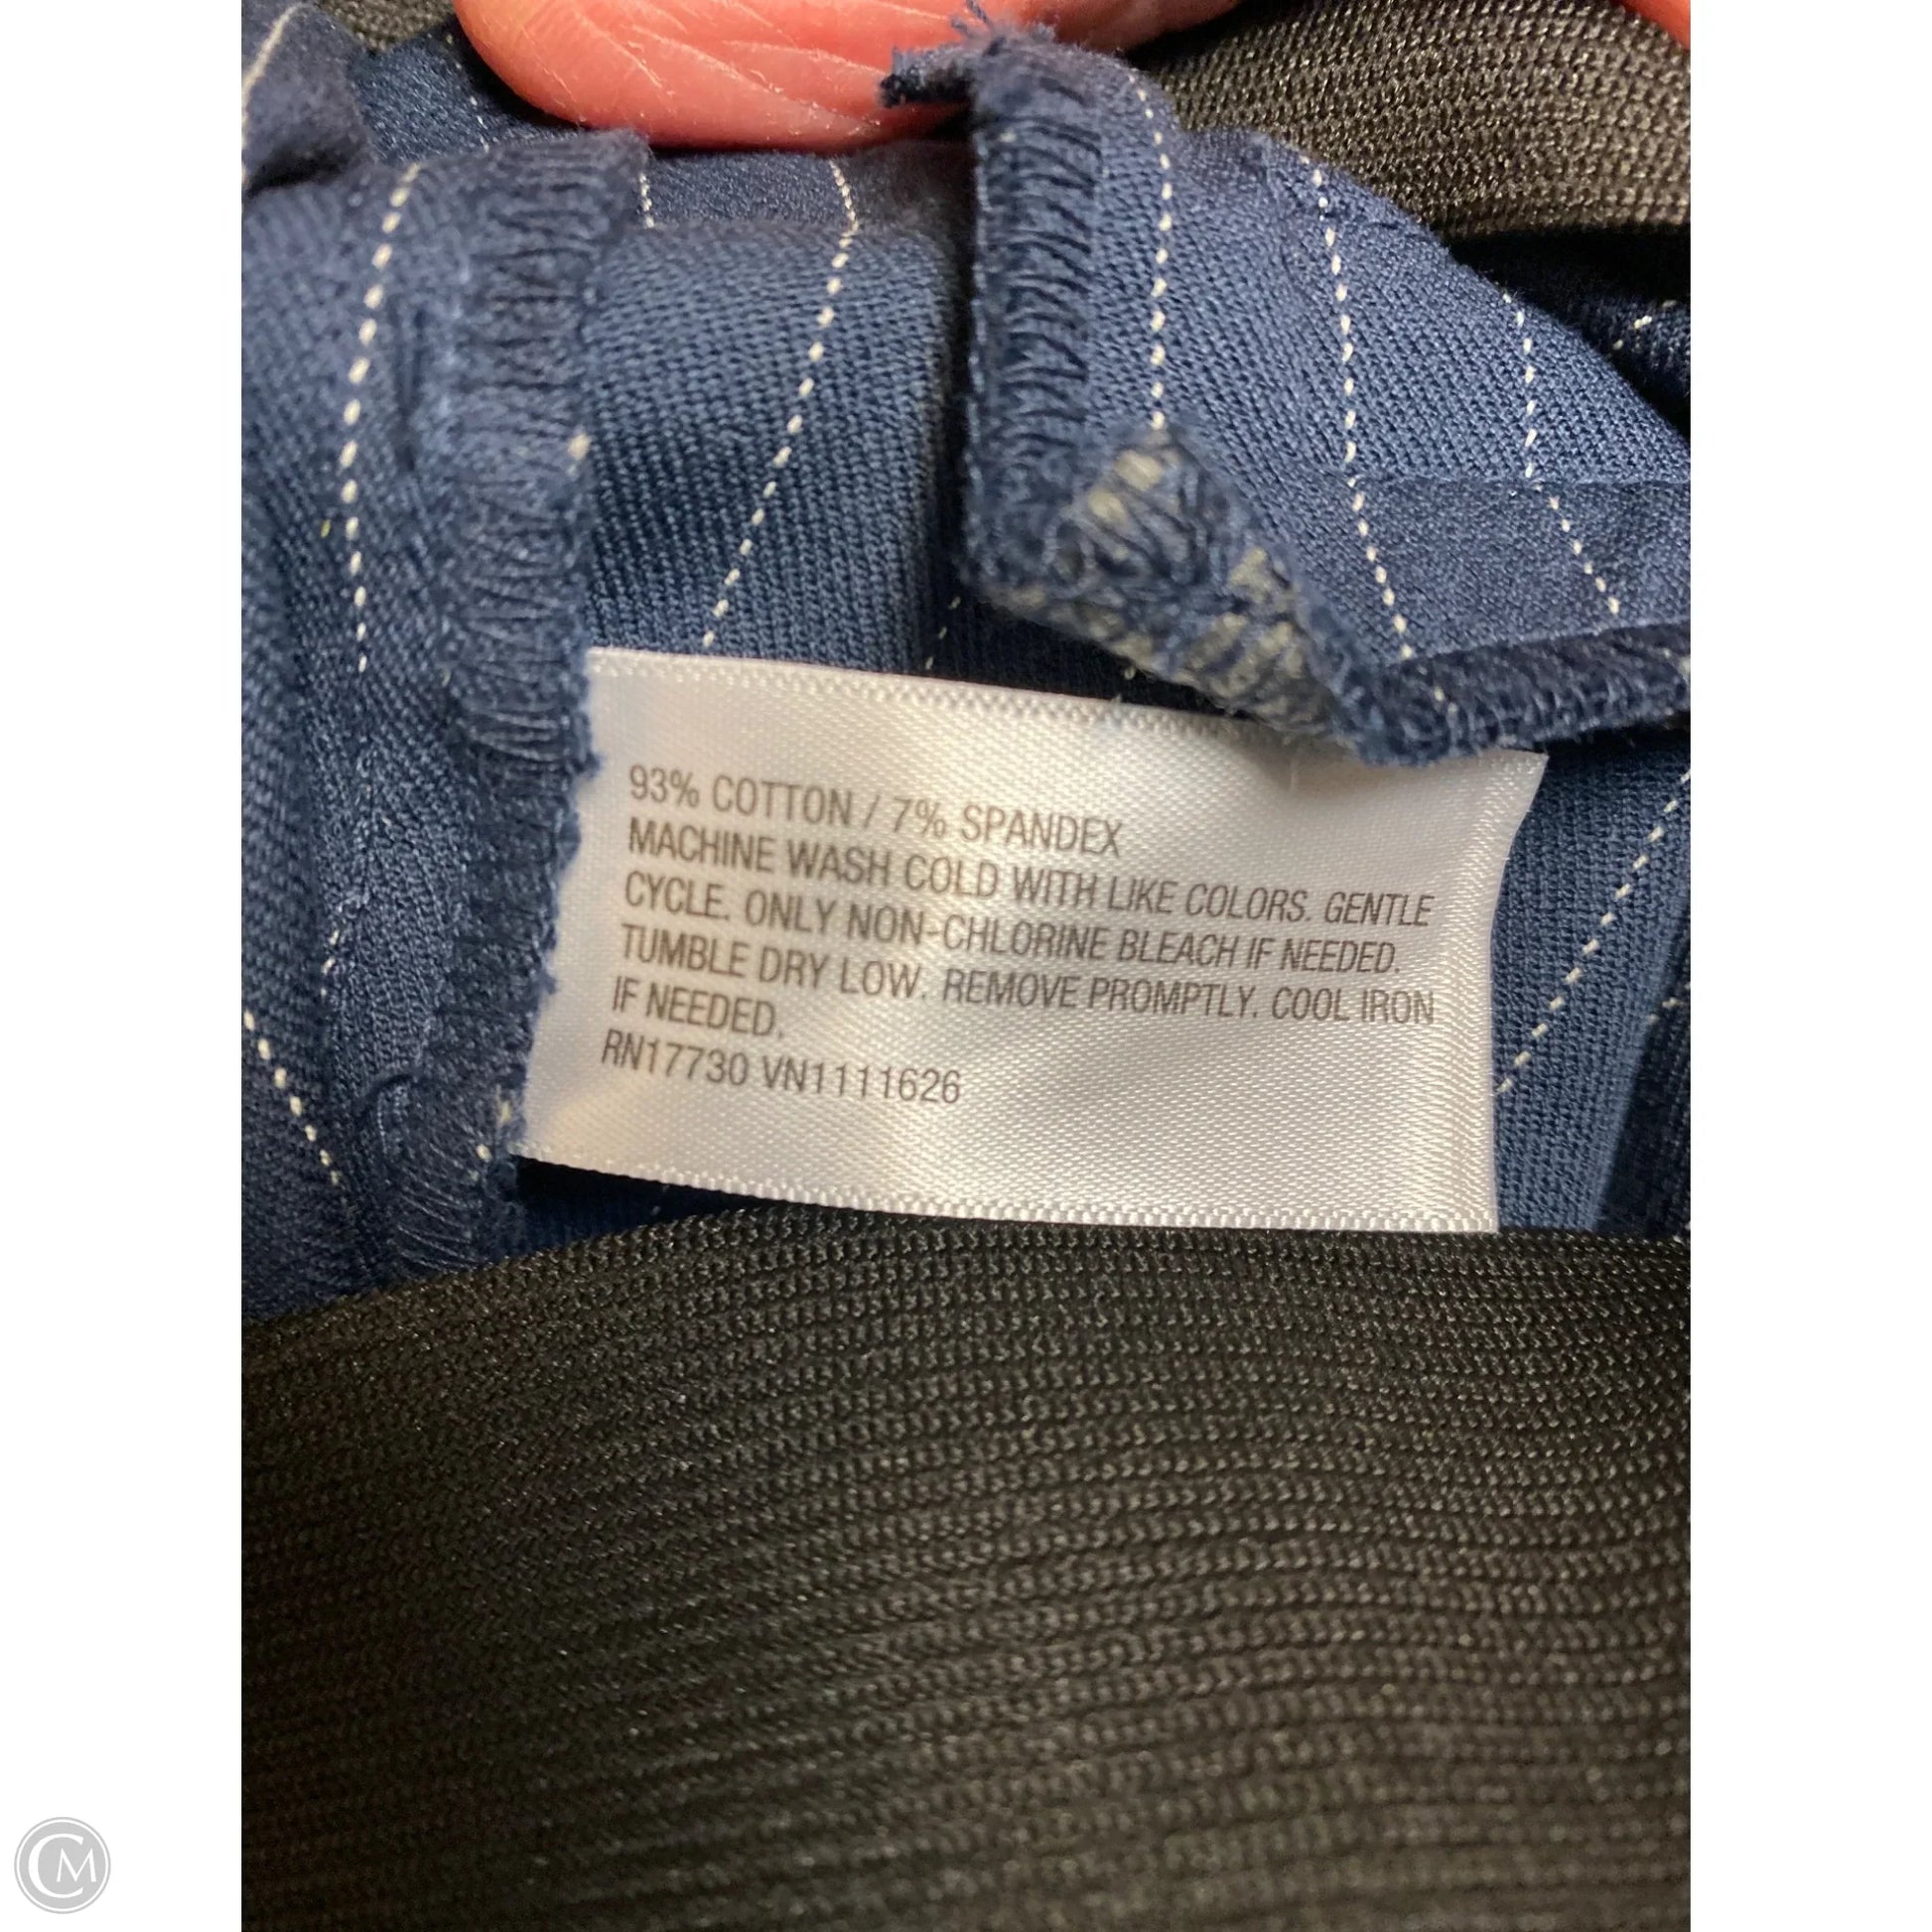 93% COTTON / 7% SPANDEX
MACHINE WASH COLD WITH LIKE COLORS. GENTLE
CYCLE. ONLY NON-CHLORINE BLEACH IF NEEDED.
TUMBLE DRY LOW. REMOVE PROMPTLY. COOL IRON
IF NEEDED.
RN17730 VN1111626
CM